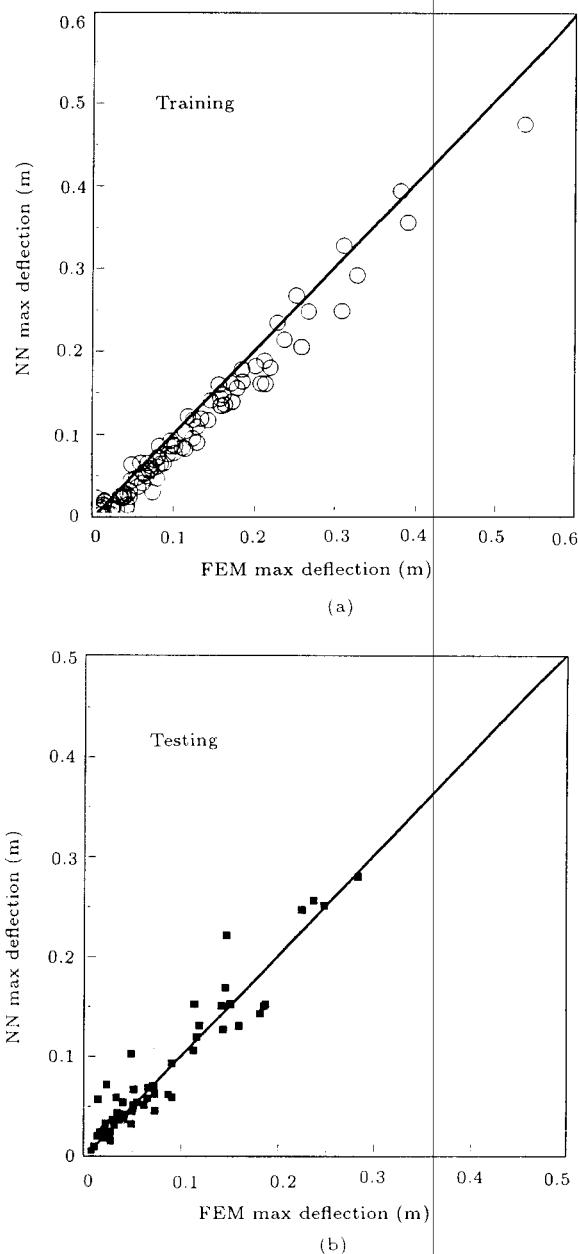 0.6
Training
0.5
0.4
0.3
0.2
0.1
0
NN max deflection (m)
0 0.1 0.2 0.3 0.4 0.5 0.6
FEM max deflection (m)
(a)
0.5
Testing
0.4
0.3
0.2
0.1
0
NN max deflection (m)
0 0.1 0.2 0.3 0.4 0.5
FEM max deflection (m)
(b)